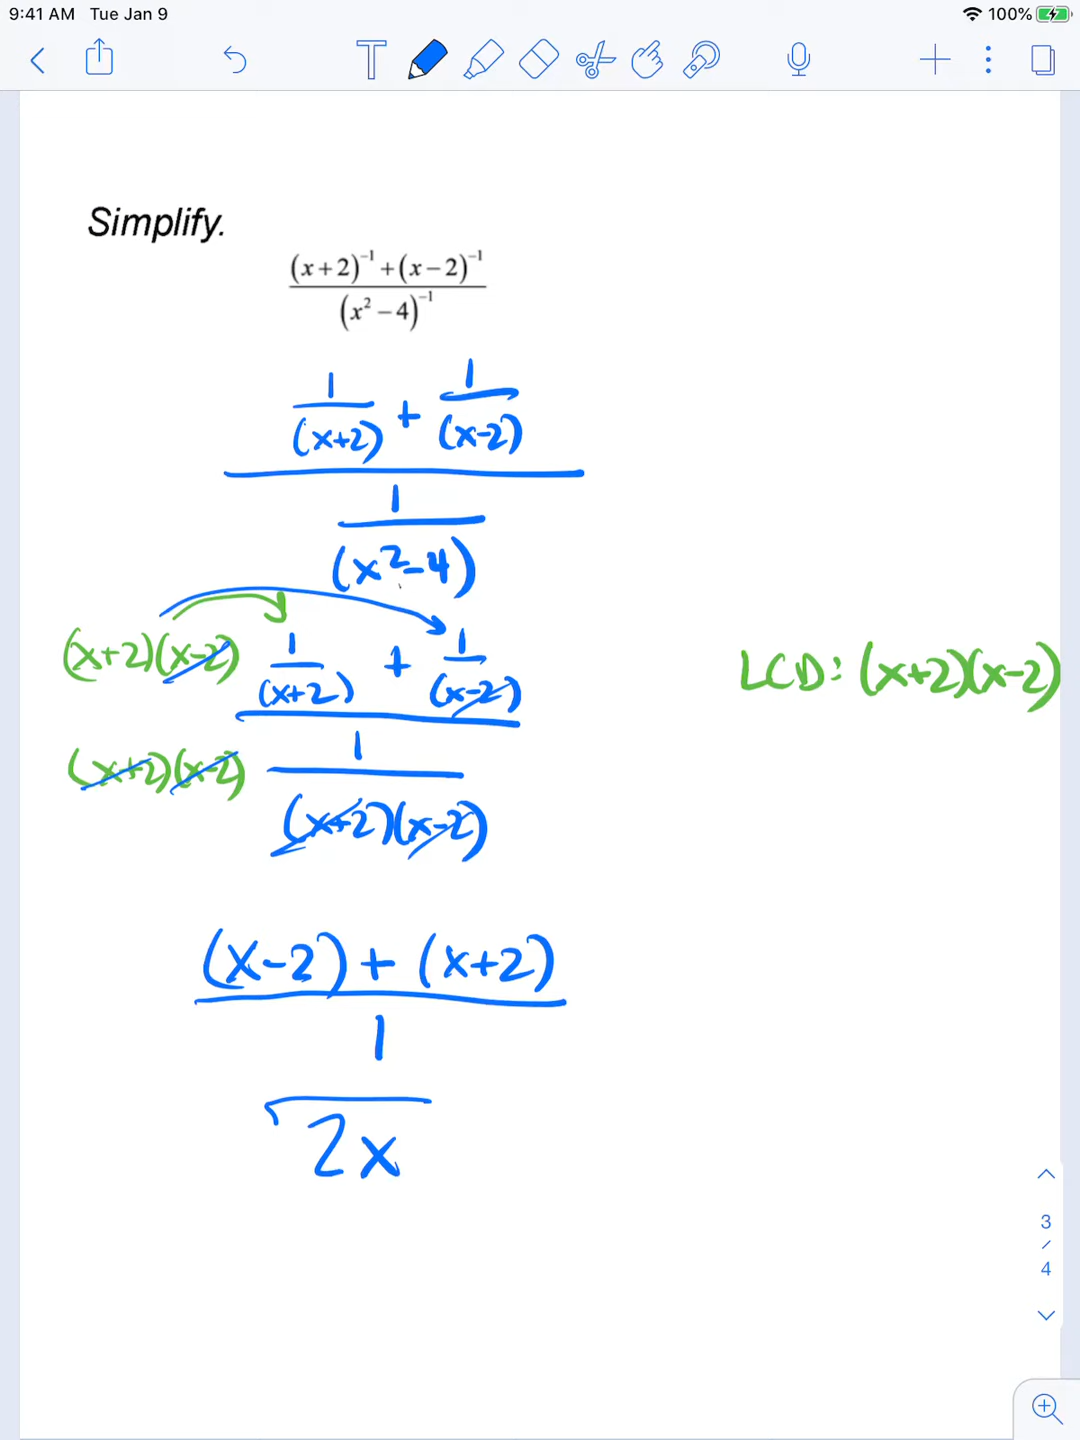 9:41 AM Tue Jan 9 100%
T
Simplify.
(x+2)⁻¹+(x−2)⁻¹
(x²−4)⁻¹
1 1
(x+2) + (x-2)
1
(x²-4)
(x+2)(x-2) 1 + 1 LCD: (x+2)(x-2)
(x+2) (x-2)
(x+2)(x-2) 1
(x+2)(x-2)
(x-2) + (x+2)
1
2x
3
/
4